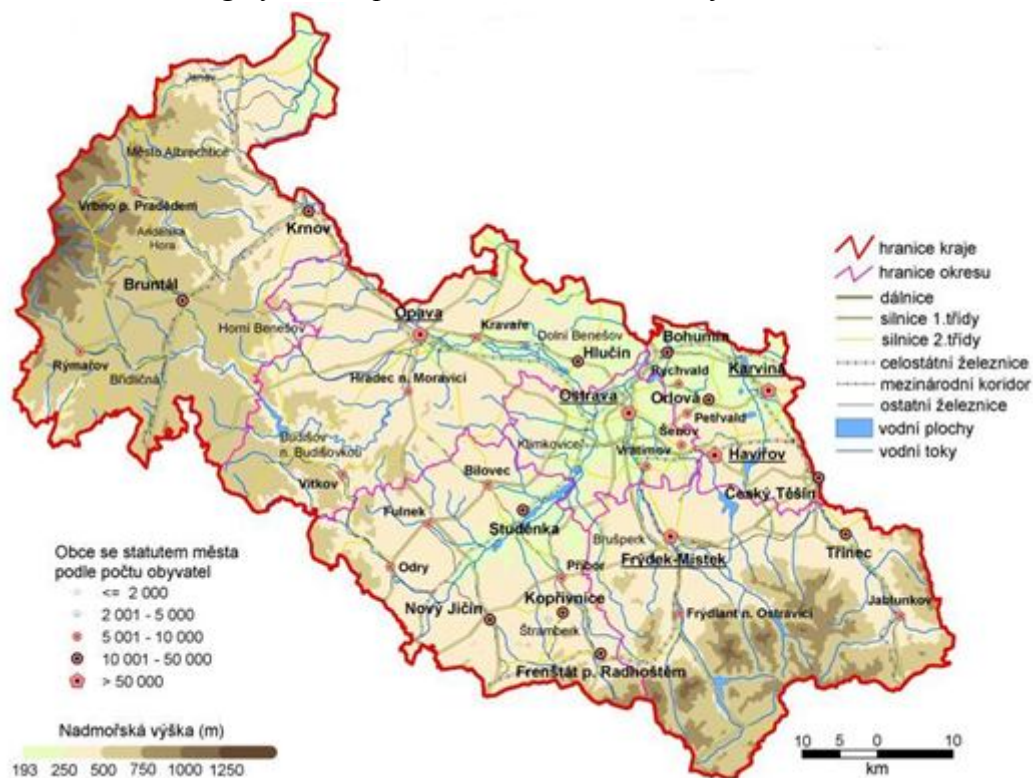 Janov
Město Albrechtice
Vrbno p. Pradědem
Andělská
Hora
Krnov
Bruntál
Horní Benešov
Opava
Kravaře
Dolní Benešov
Hlučín
Bohumín
Rychvald
Karviná
Rýmařov
Břidličná
Hradec n. Moravicí
Ostrava
Orlová
Petřvald
Šenov
Klimkovice
Vratimov
Havířov
Budišov
n. Budišovkou
Vítkov
Bílovec
Český Těšín
Fulnek
Studénka
Brušperk
Třinec
Frýdek-Místek
Odry
Příbor
Nový Jičín
Kopřivnice
Štramberk
Frýdlant n. Ostravicí
Jablunkov
Frenštát p. Radhoštěm
hranice kraje
hranice okresu
dálnice
silnice 1.třídy
silnice 2.třídy
celostátní železnice
mezinárodní koridor
ostatní železnice
vodní plochy
vodní toky
Obce se statutem města
podle počtu obyvatel
<= 2 000
2 001 - 5 000
5 001 - 10 000
10 001 - 50 000
> 50 000
Nadmořská výška (m)
193 250 500 750 1000 1250
10 5 0 10
km